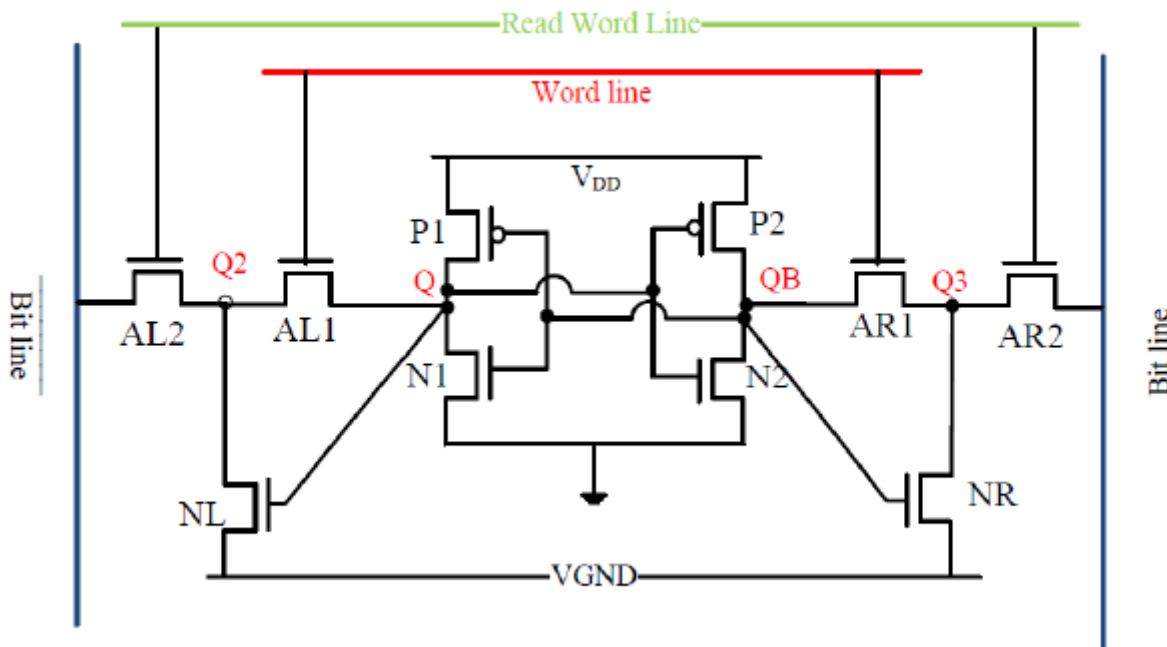 Read Word Line
Word line
VDD
P1
P2
Q2
Q
QB
Q3
Bit line
AL2
AL1
AR1
AR2
Bit line
N1
N2
NL
NR
VGND